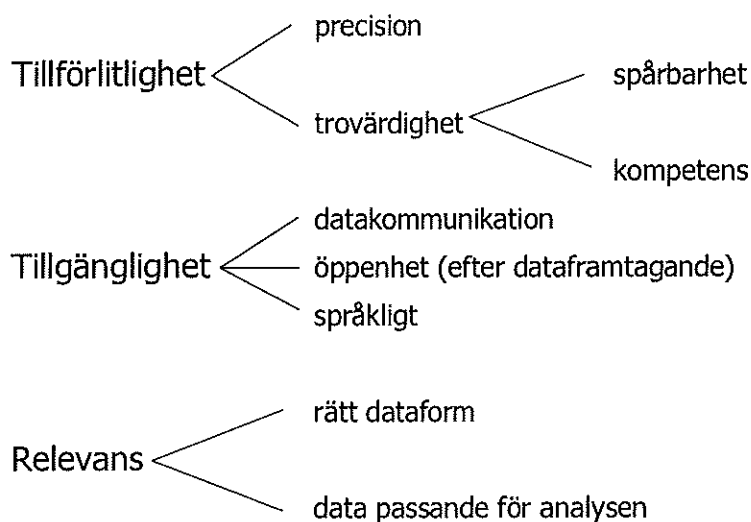 precision
Tillförlitlighet
spårbarhet
trovärdighet
kompetens
datakommunikation
Tillgänglighet
öppenhet (efter dataframtagande)
språkligt
rätt dataform
Relevans
data passande för analysen